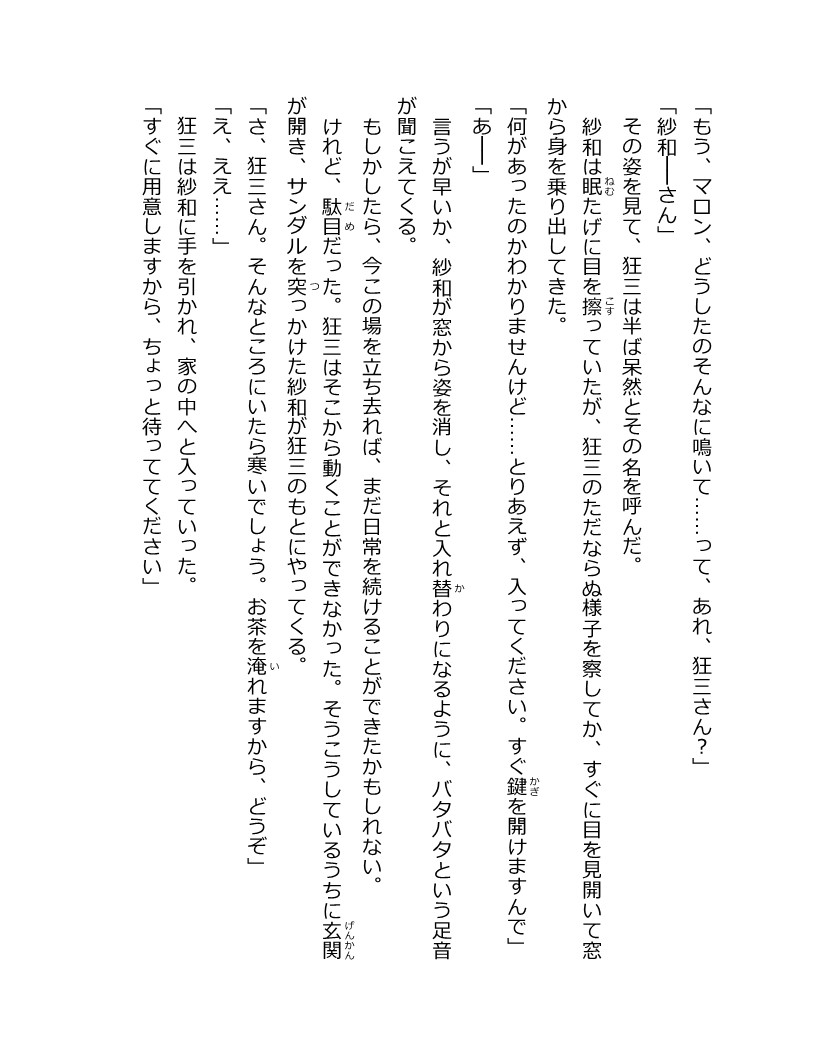 「もう、マロン、どうしたのそんなに鳴いて……って、あれ、狂三さん？」
「紗和――さん」
　その姿を見て、狂三は半ば呆然とその名を呼んだ。
　紗和は眠たげに目を擦っていたが、狂三のただならぬ様子を察してか、すぐに目を見開いて窓
から身を乗り出してきた。
「何があったのかわかりませんけど……とりあえず、入ってください。すぐ鍵を開けますんで」
「あ――」
　言うが早いか、紗和が窓から姿を消し、それと入れ替わりになるように、バタバタという足音
が聞こえてくる。
　もしかしたら、今この場を立ち去れば、まだ日常を続けることができたかもしれない。
　けれど、駄目だった。狂三はそこから動くことができなかった。そうこうしているうちに玄関
が開き、サンダルを突っかけた紗和が狂三のもとにやってくる。
「さ、狂三さん。そんなところにいたら寒いでしょう。お茶を淹れますから、どうぞ」
「え、ええ……」
　狂三は紗和に手を引かれ、家の中へと入っていった。
「すぐに用意しますから、ちょっと待っててください」